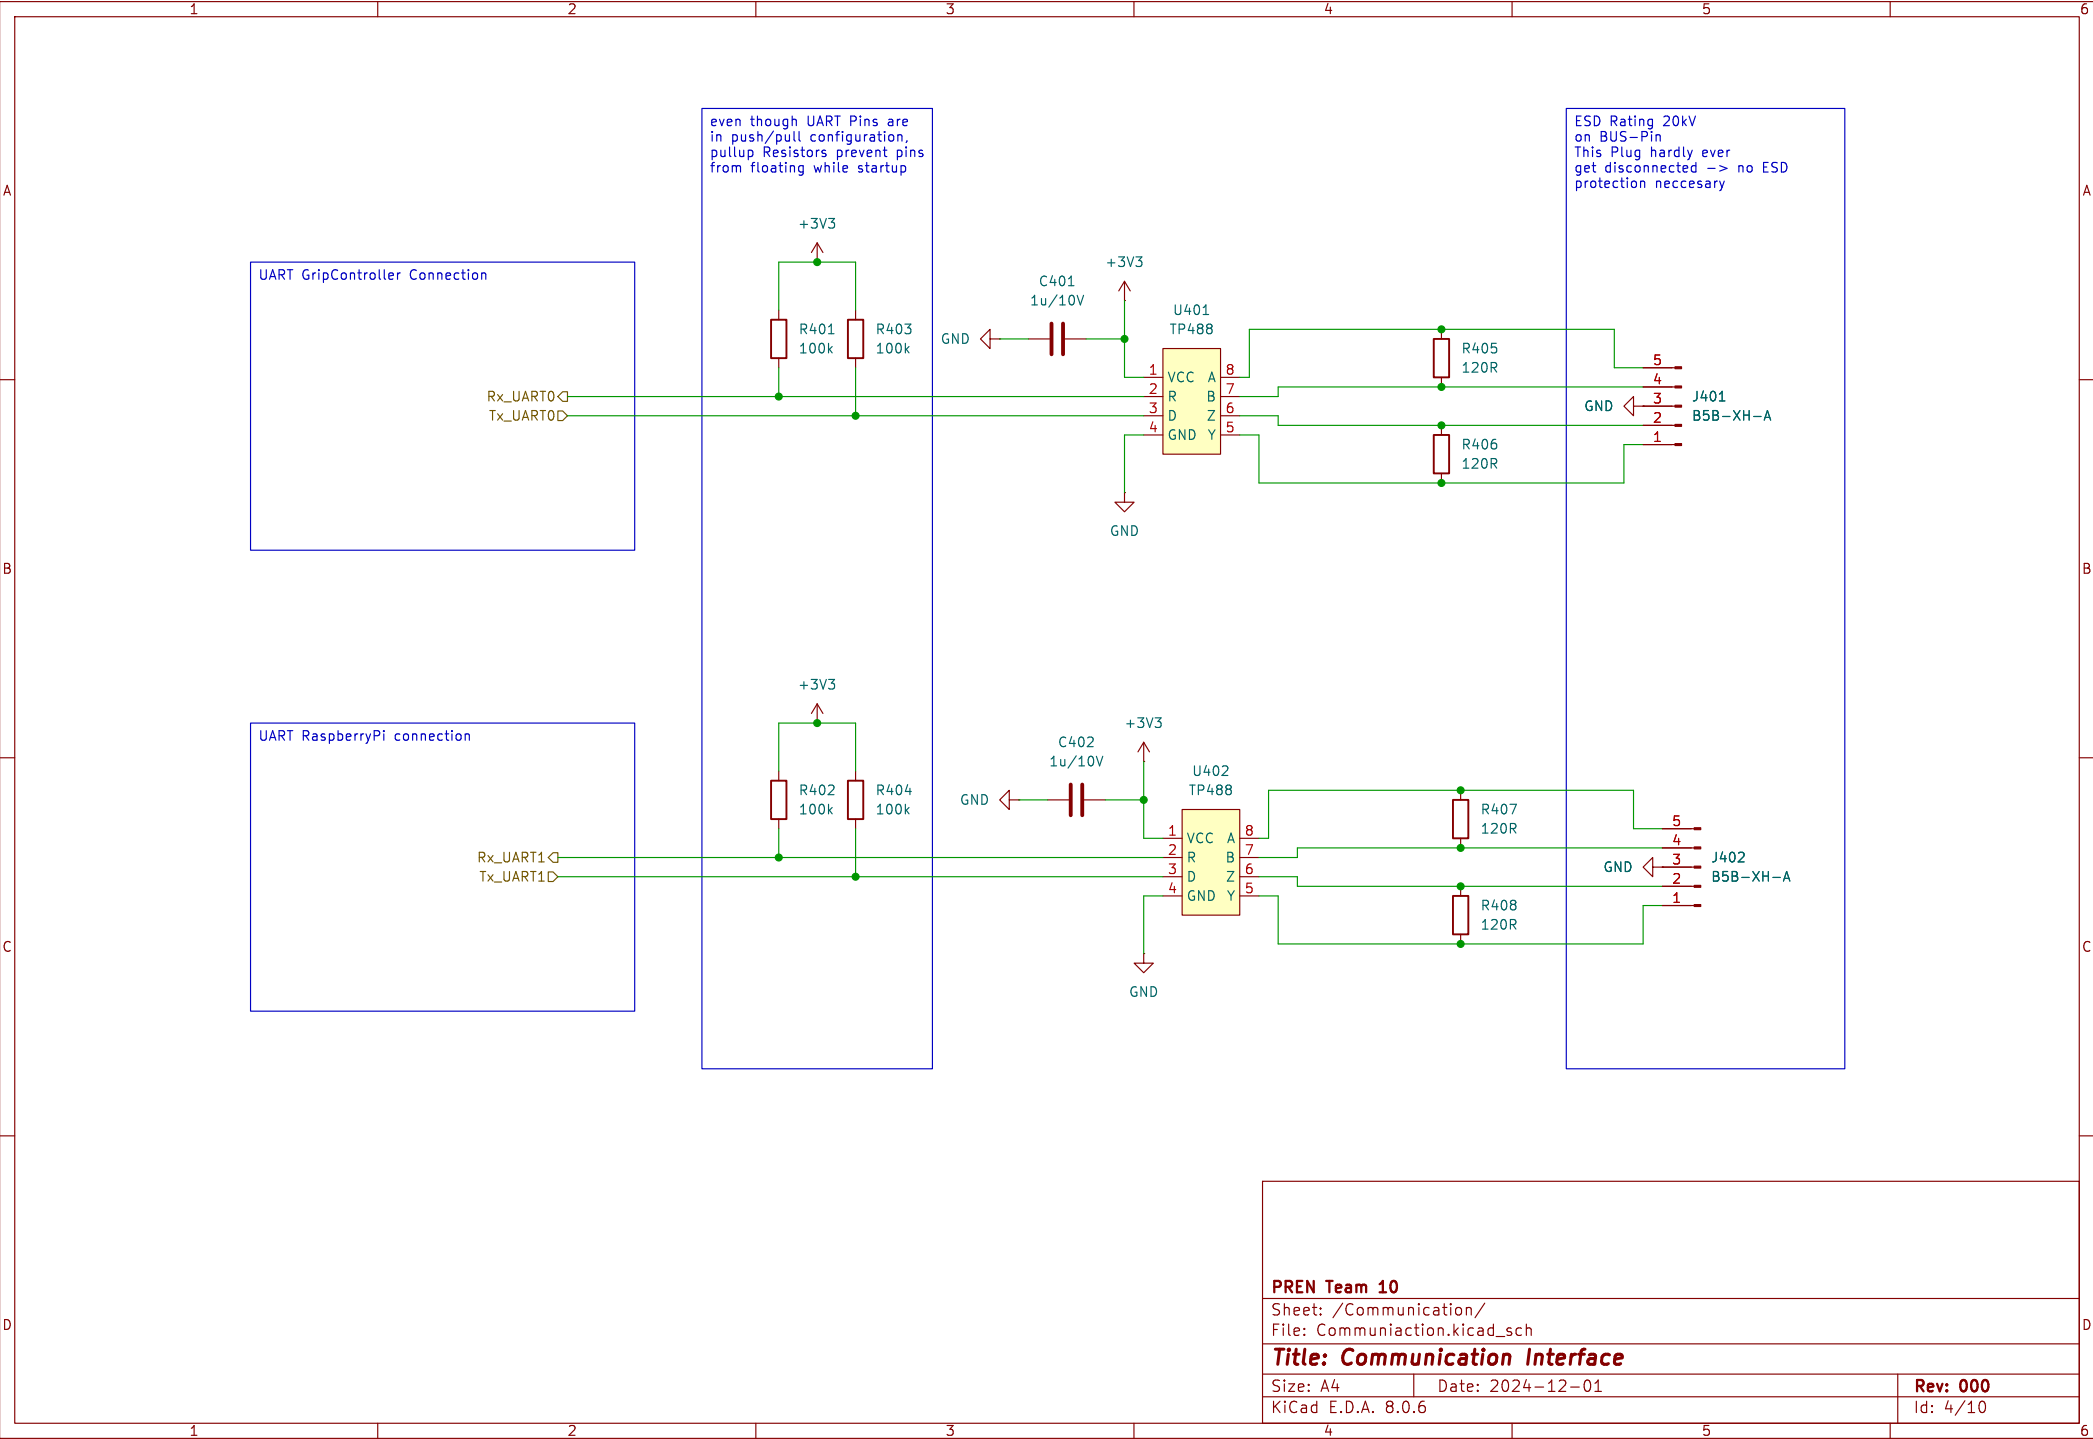 1 2 3 4 5 6
even though UART Pins are
in push/pull configuration,
pullup Resistors prevent pins
from floating while startup
ESD Rating 20kV
on BUS-Pin
This Plug hardly ever
get disconnected -> no ESD
protection neccesary
A A
+3V3
UART GripController Connection
+3V3
C401
1u/10V
R401
100k
R403
100k
GND
U401
TP488
1 VCC A 8
2 R B 7
3 D Z 6
4 GND Y 5
R405
120R
Rx_UART0
Tx_UART0
5
4
GND 3
2
1
J401
B5B-XH-A
R406
120R
GND
B B
+3V3
UART RaspberryPi connection
+3V3
C402
1u/10V
R402
100k
R404
100k
GND
U402
TP488
1 VCC A 8
2 R B 7
3 D Z 6
4 GND Y 5
R407
120R
Rx_UART1
Tx_UART1
5
4
GND 3
2
1
J402
B5B-XH-A
R408
120R
GND
C C
PREN Team 10
Sheet: /Communication/
File: Communiaction.kicad_sch
D D
Title: Communication Interface
Size: A4 Date: 2024-12-01 Rev: 000
KiCad E.D.A. 8.0.6 Id: 4/10
1 2 3 4 5 6